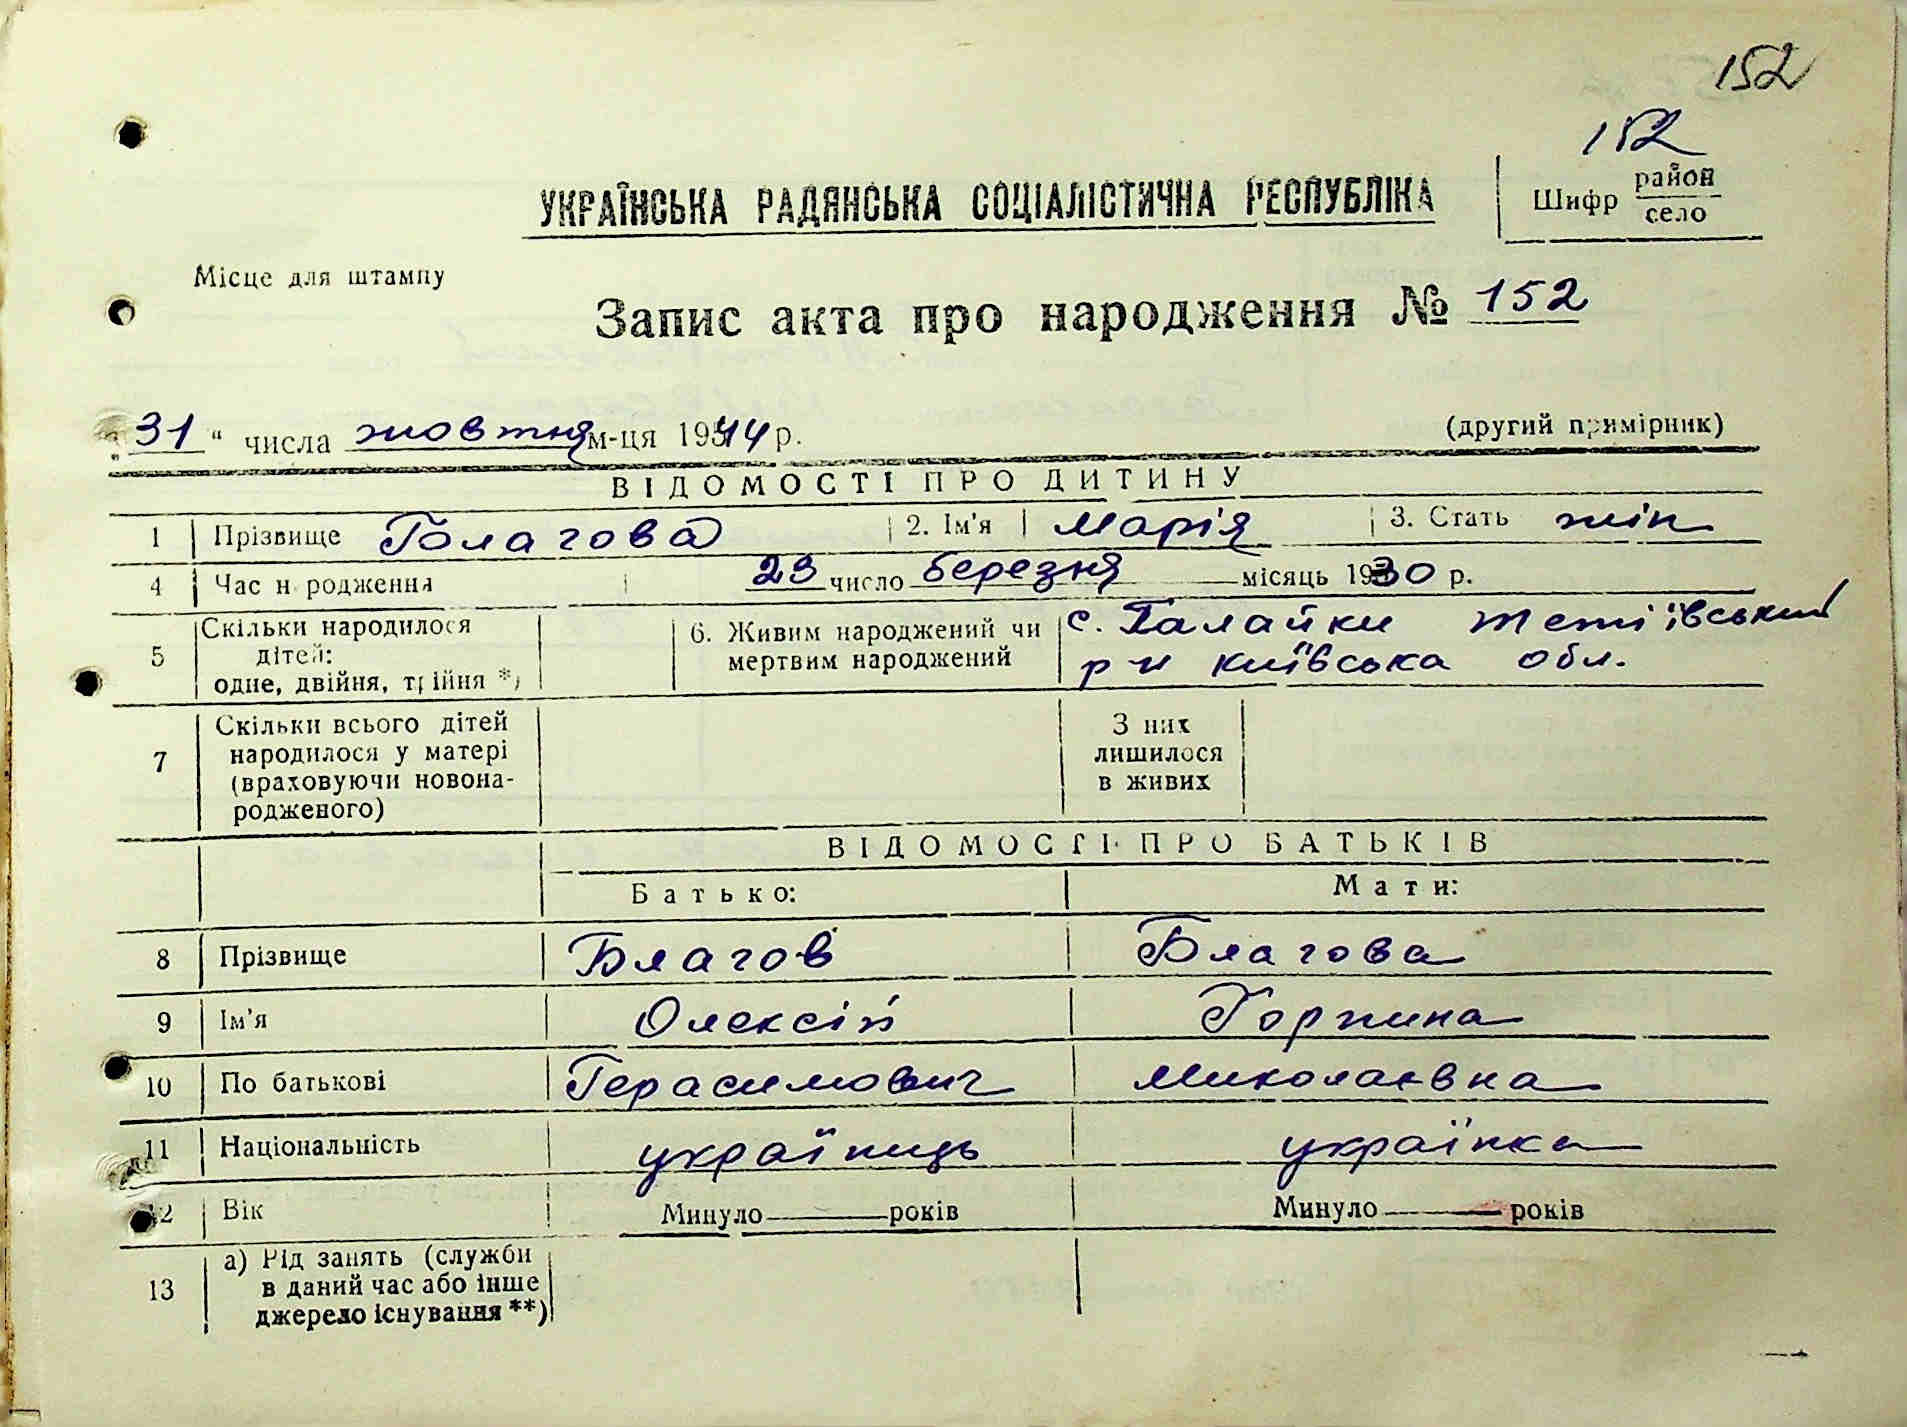 152
152
УКРАЇНСЬКА РАДЯНСЬКА СОЦІАЛІСТИЧНА РЕСПУБЛІКА
Шифр район
село
Місце для штампу
Запис акта про народження № 152
"31" числа жовтня м-ця 1944 р.
(другий примірник)
ВІДОМОСТІ ПРО ДИТИНУ
1 Прізвище Голагова 2. Ім'я Марія 3. Стать жін
4 Час народження 23 число березня місяць 1930 р.
5 Скільки народилося дітей: одне, двійня, трійня *)
6. Живим народжений чи мертвим народжений
с. Галайки Тетіївський
р-н Київська обл.
7 Скільки всього дітей народилося у матері (враховуючи новонародженого)
З них лишилося в живих
ВІДОМОСТІ ПРО БАТЬКІВ
Батько: Мати:
8 Прізвище Благов Благова
9 Ім'я Олексій Горпина
10 По батькові Герасимович Миколаєвна
11 Національність українець українка
12 Вік Минуло років Минуло років
13 а) Рід занять (служби
в даний час або інше
джерело існування **)